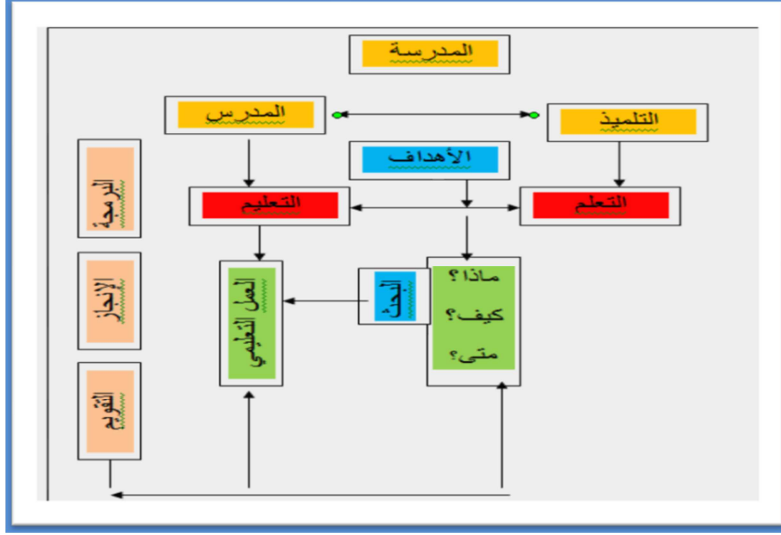 المدرسة
التلميذ
المدرس
الأهداف
التعلم
التعليم
البرمجة
ماذا؟
كيف؟
متى؟
البحث
العمل التعليمي
الإنجاز
التقويم